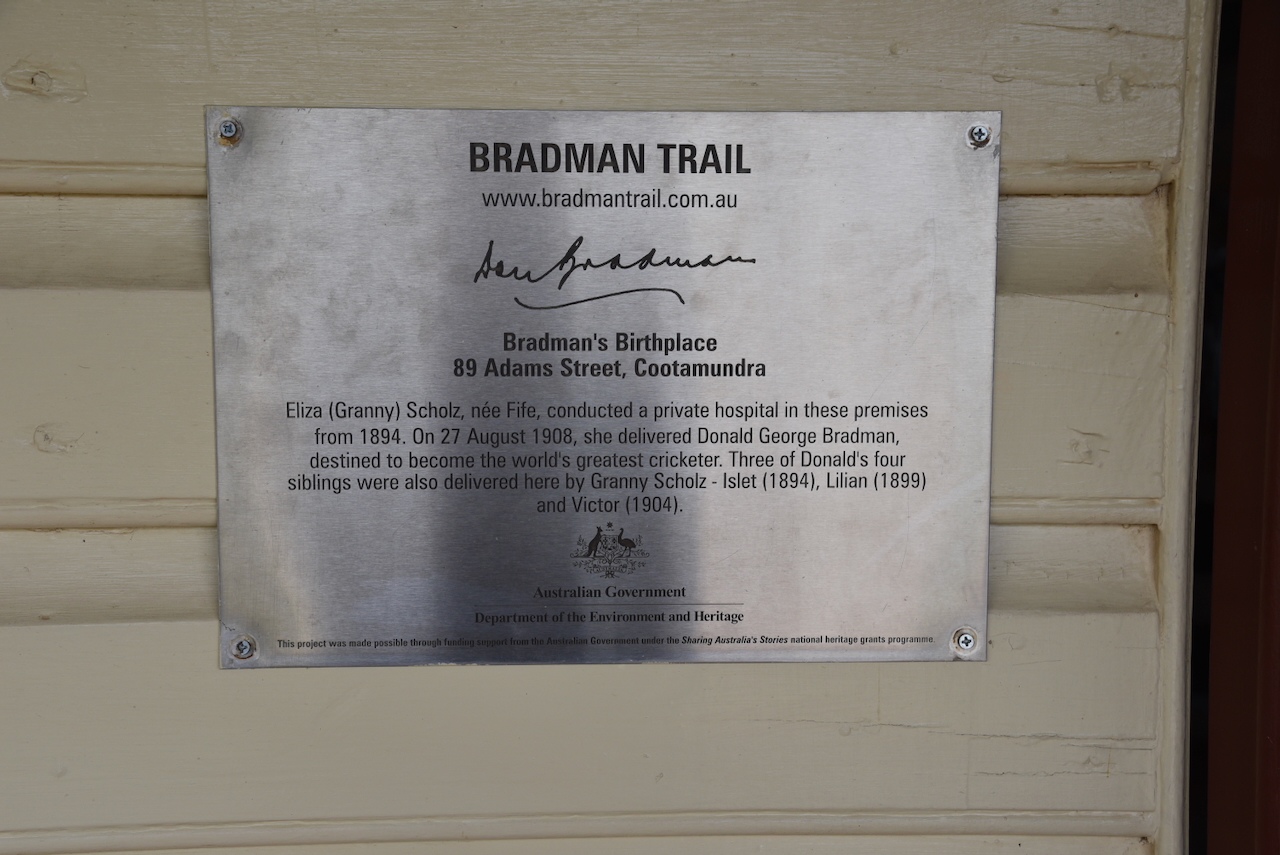 BRADMAN TRAIL
www.bradmantrail.com.au
Don Bradman
Bradman's Birthplace
89 Adams Street, Cootamundra
Eliza (Granny) Scholz, née Fife, conducted a private hospital in these premises
from 1894. On 27 August 1908, she delivered Donald George Bradman,
destined to become the world's greatest cricketer. Three of Donald's four
siblings were also delivered here by Granny Scholz - Islet (1894), Lilian (1899)
and Victor (1904).
Australian Government
Department of the Environment and Heritage
This project was made possible through funding support from the Australian Government under the Sharing Australia's Stories national heritage grants programme.